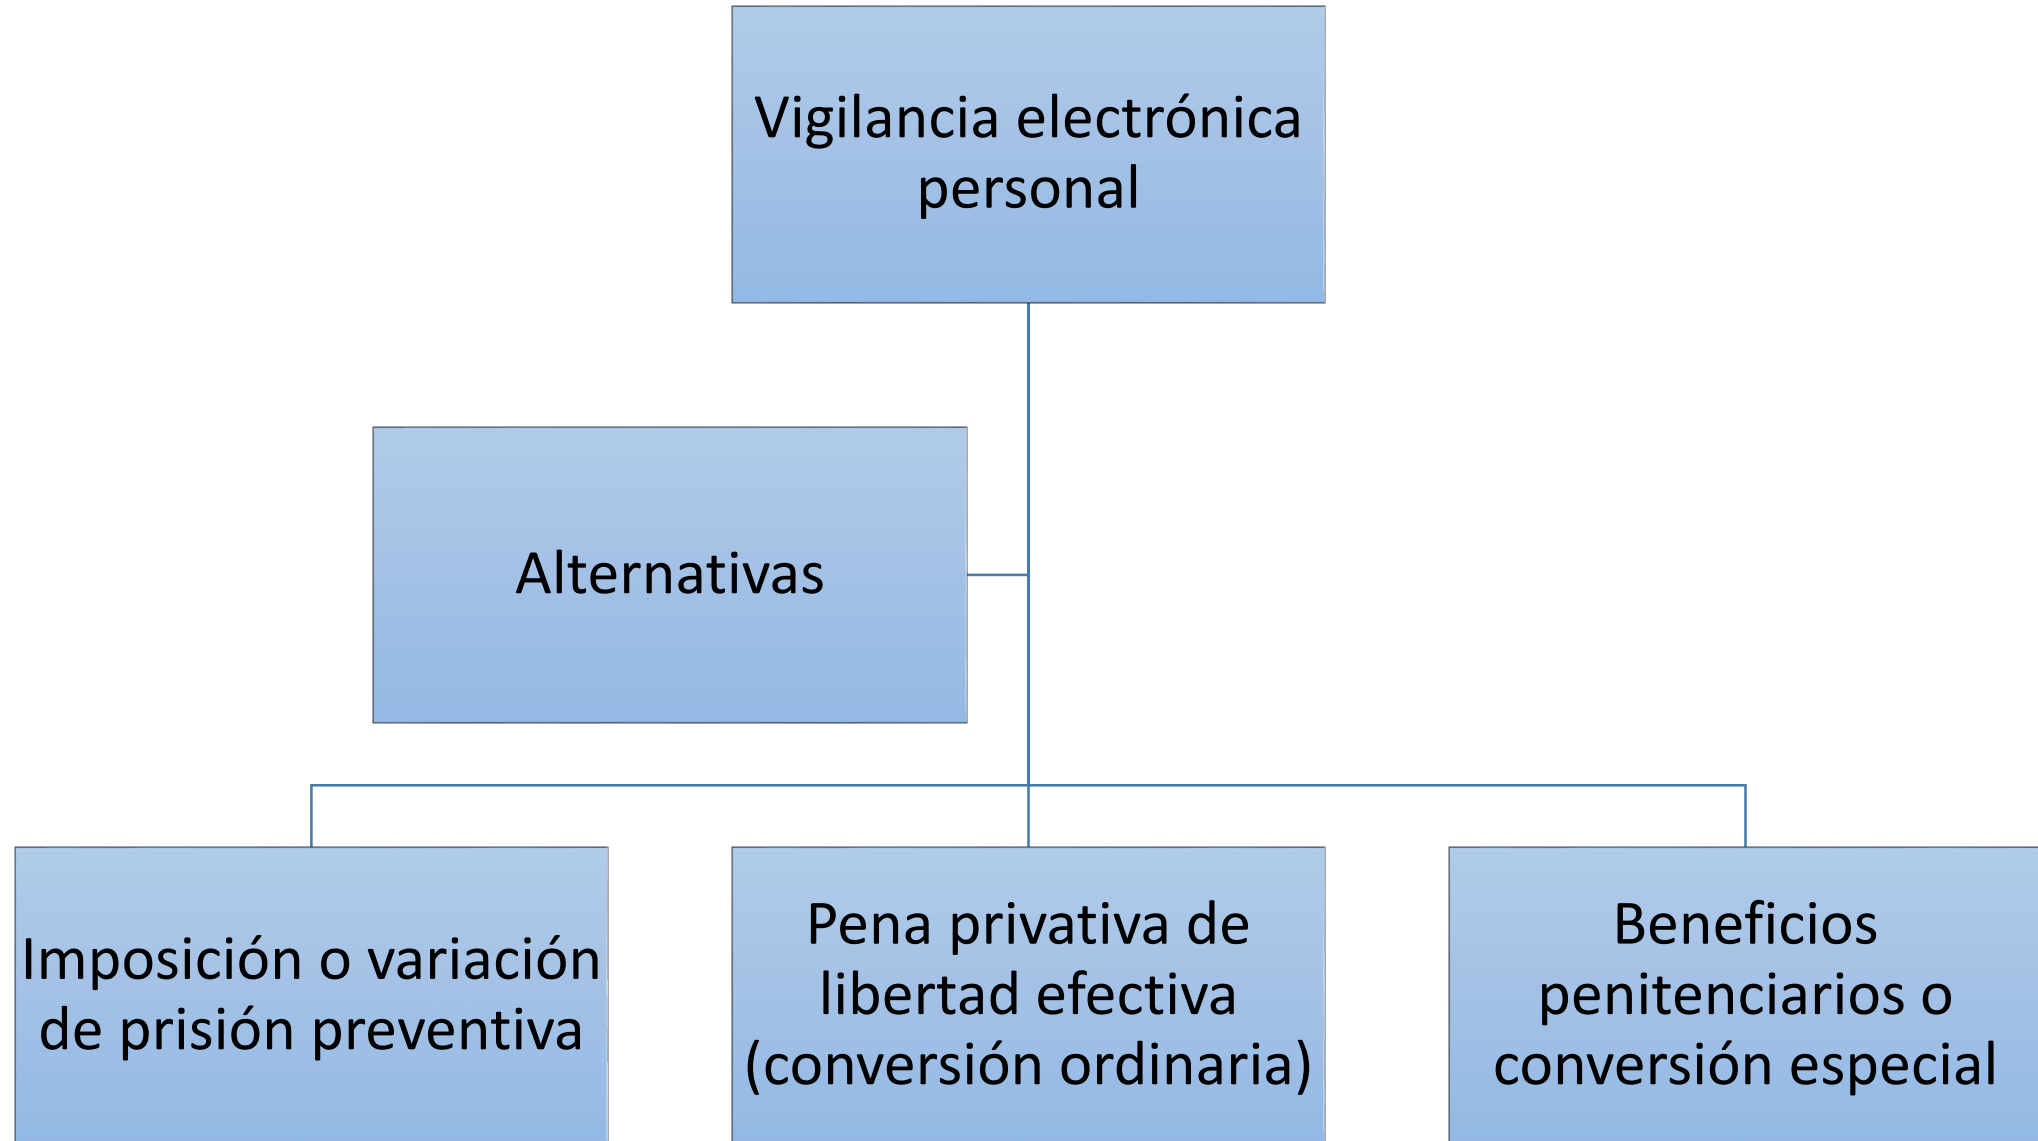 Vigilancia electrónica
personal
Alternativas
Imposición o variación
de prisión preventiva
Pena privativa de
libertad efectiva
(conversión ordinaria)
Beneficios
penitenciarios o
conversión especial